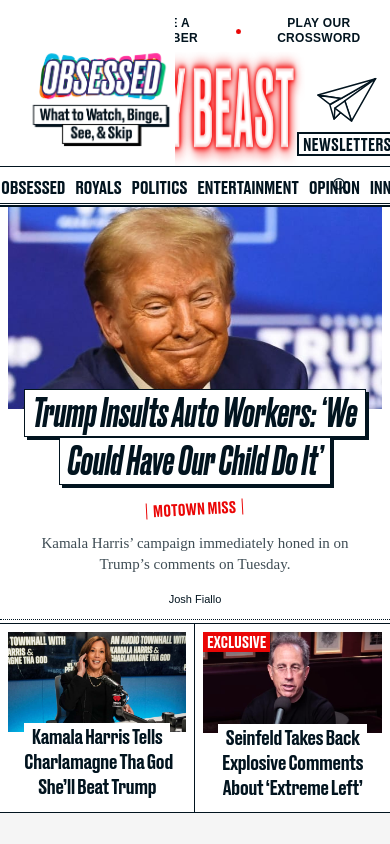 E A
BER
PLAY OUR
CROSSWORD
OBSESSED
What to Watch, Binge,
See, & Skip
Y BEAST
NEWSLETTERS
OBSESSED ROYALS POLITICS ENTERTAINMENT OPINION INN
Trump Insults Auto Workers: ‘We
Could Have Our Child Do It’
MOTOWN MISS
Kamala Harris’ campaign immediately honed in on
Trump’s comments on Tuesday.
Josh Fiallo
TOWNHALL WITH
ARRIS &
AGNE THA GOD
AN AUDIO TOWNHALL WITH
KAMALA HARRIS &
CHARLAMAGNE THA GOD
Kamala Harris Tells
Charlamagne Tha God
She’ll Beat Trump
EXCLUSIVE
Seinfeld Takes Back
Explosive Comments
About ‘Extreme Left’